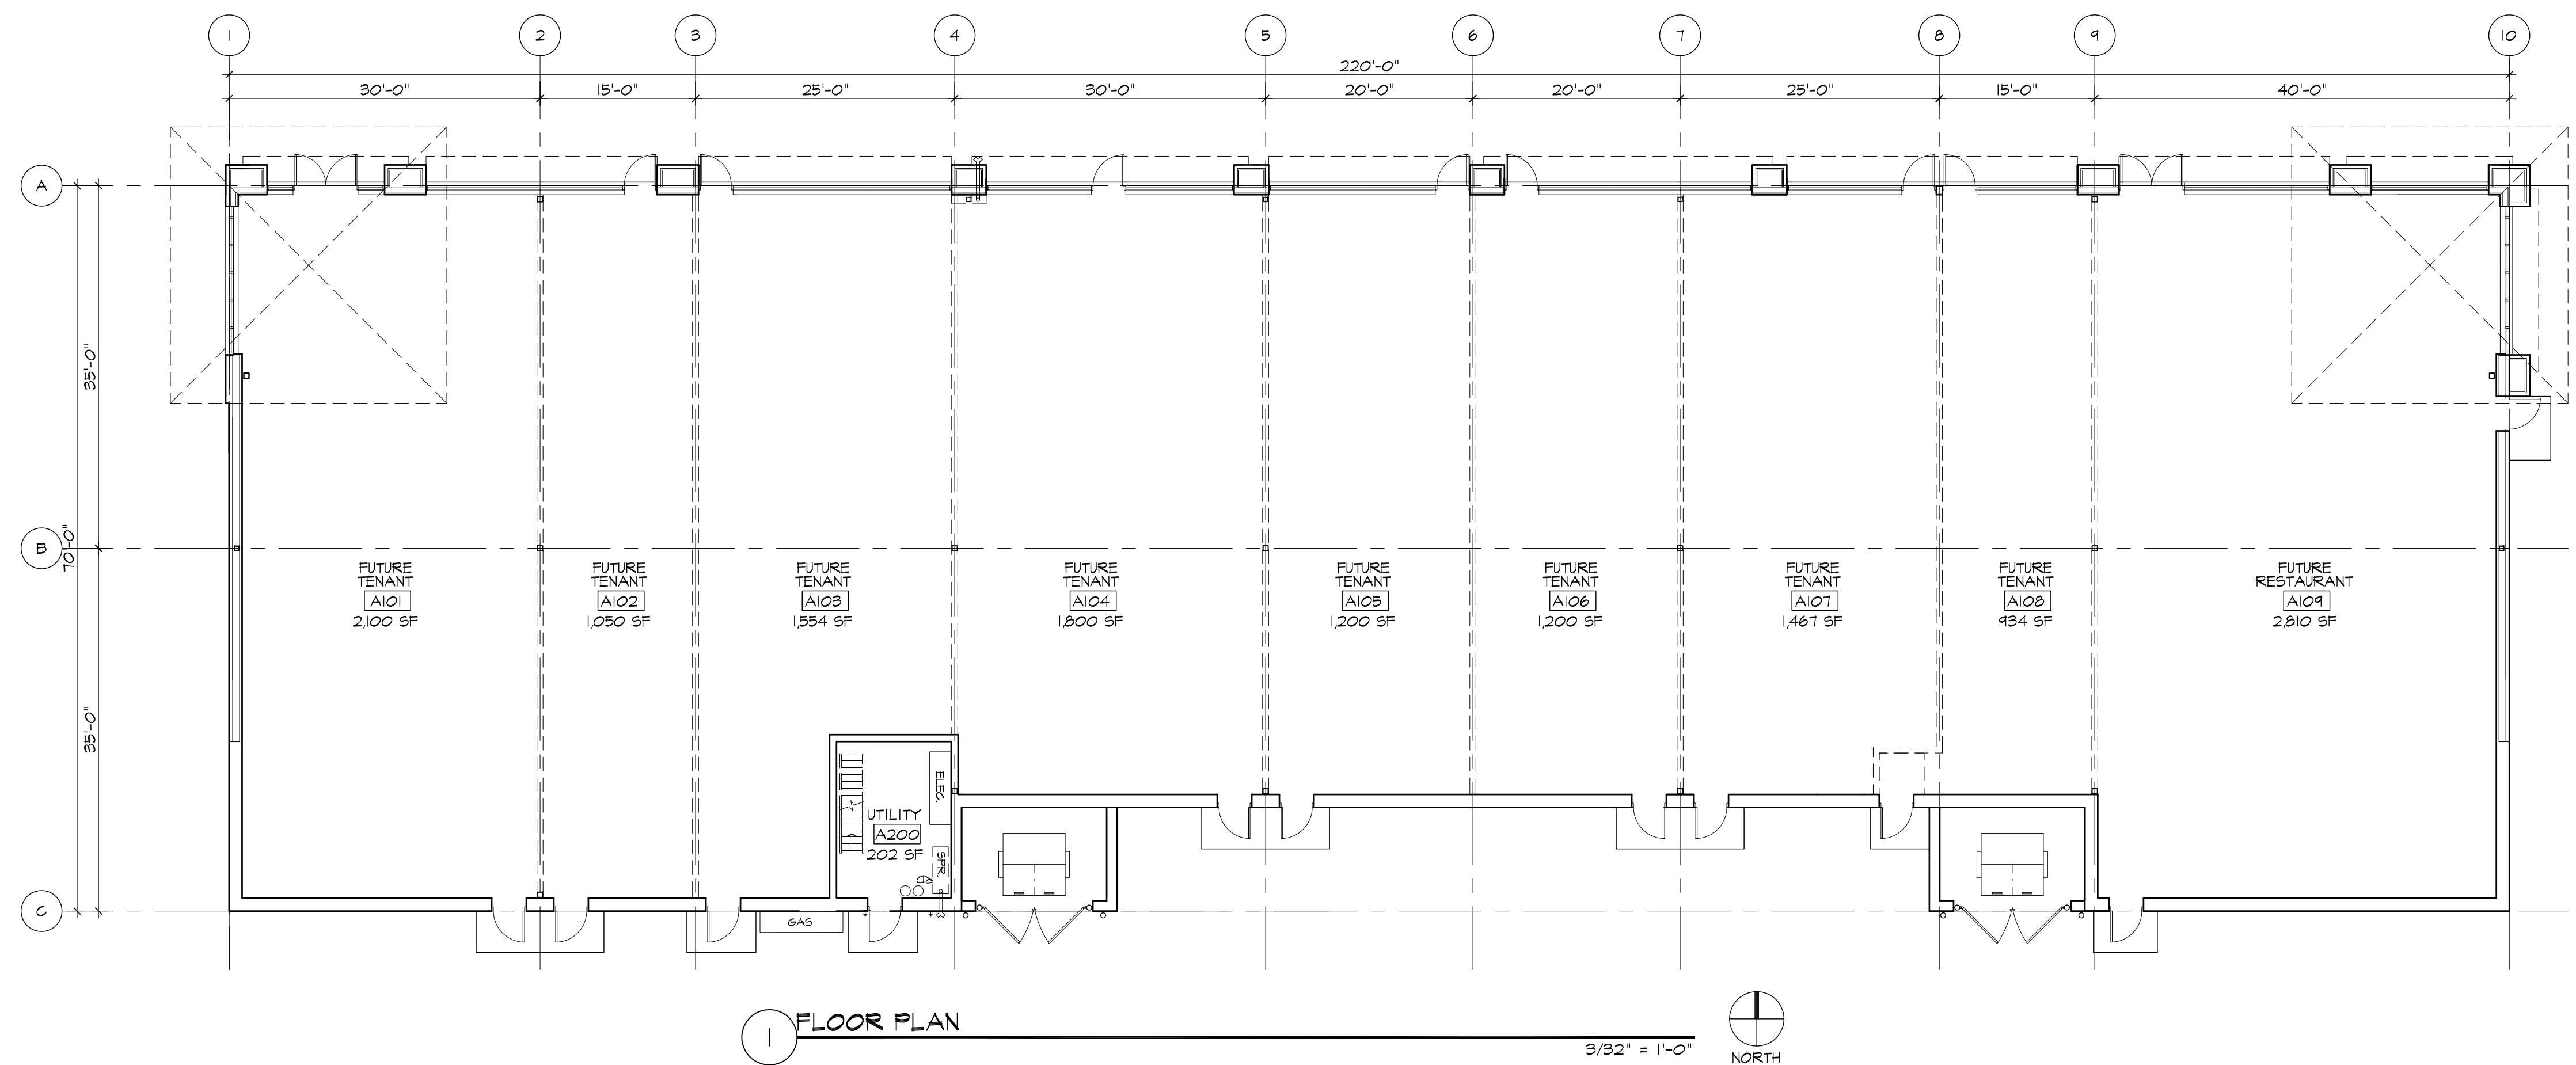 1 2 3 4 5 6 7 8 9 10
220'-0"
30'-0" 15'-0" 25'-0" 30'-0" 20'-0" 20'-0" 25'-0" 15'-0" 40'-0"
A
35'-0"
B
70'-0"
35'-0"
C
FUTURE
TENANT
A101
2,100 SF
FUTURE
TENANT
A102
1,050 SF
FUTURE
TENANT
A103
1,554 SF
FUTURE
TENANT
A104
1,800 SF
FUTURE
TENANT
A105
1,200 SF
FUTURE
TENANT
A106
1,200 SF
FUTURE
TENANT
A107
1,467 SF
FUTURE
TENANT
A108
934 SF
FUTURE
RESTAURANT
A109
2,810 SF
ELEC.
UTILITY
A200
202 SF
SPR.
GAS
1
FLOOR PLAN
3/32" = 1'-0"
NORTH